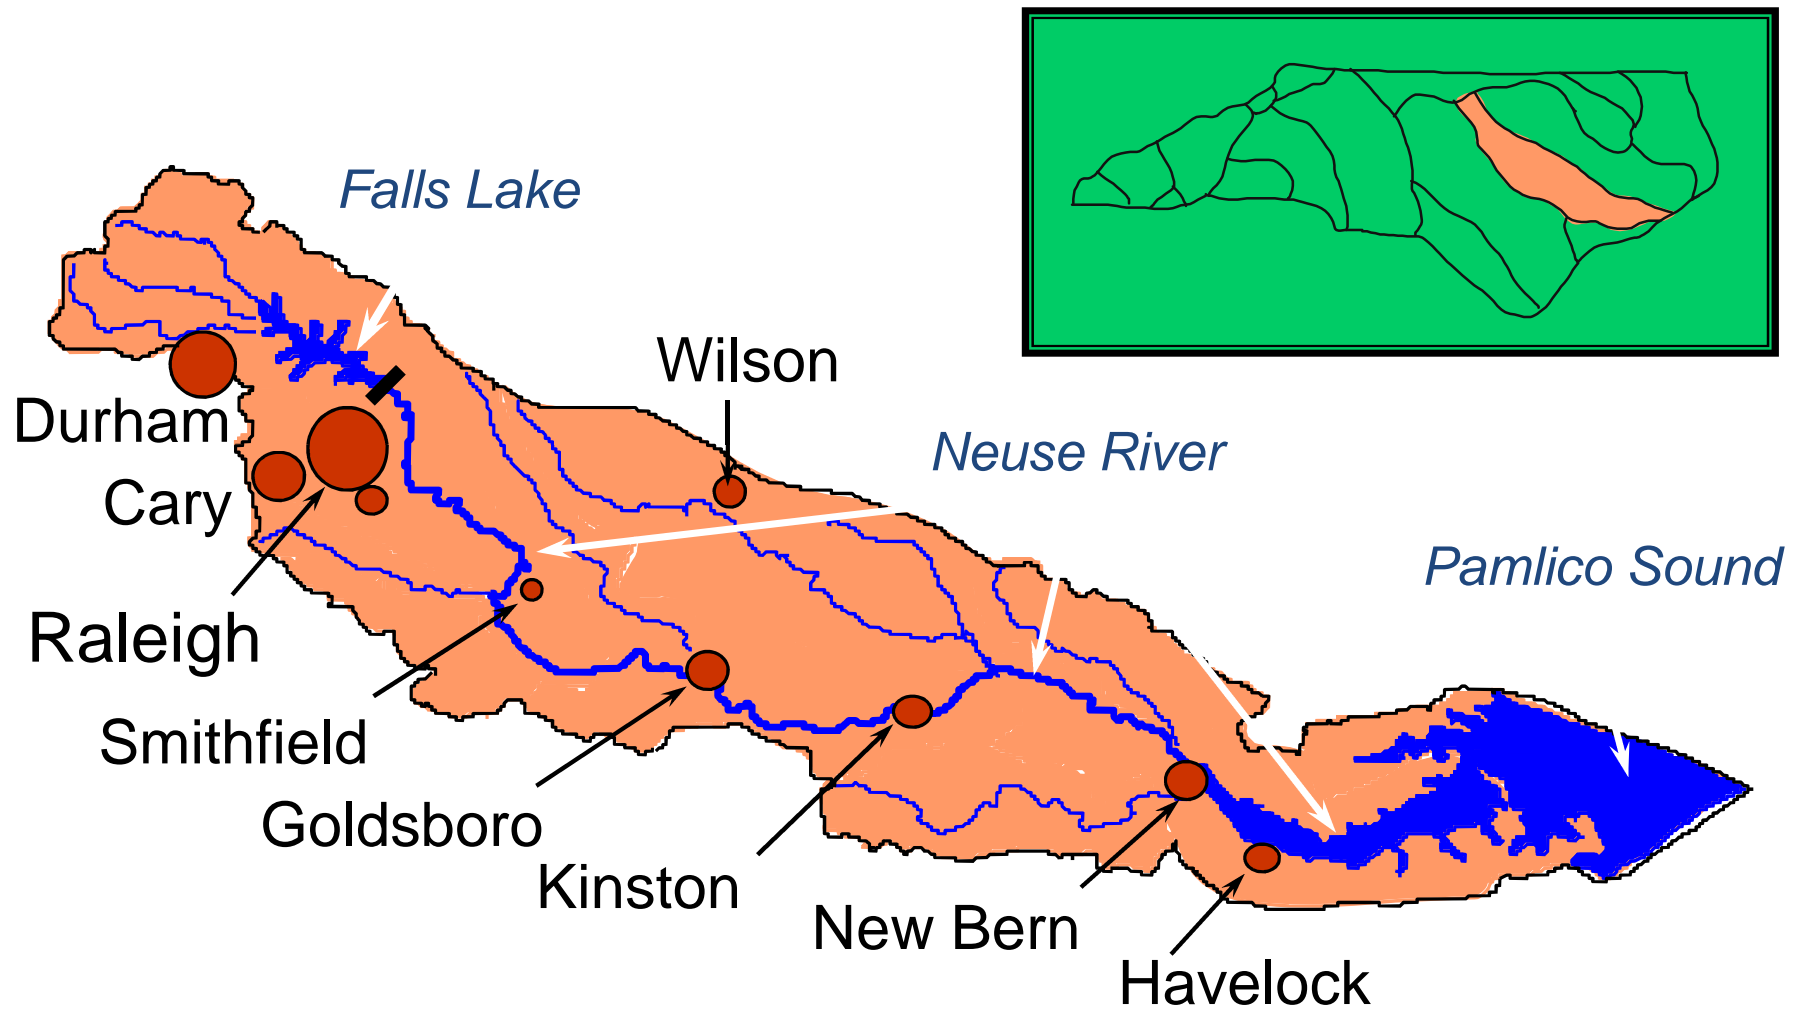 Falls Lake
Wilson
Durham
Neuse River
Cary
Pamlico Sound
Raleigh
Smithfield
Goldsboro
Kinston
New Bern
Havelock